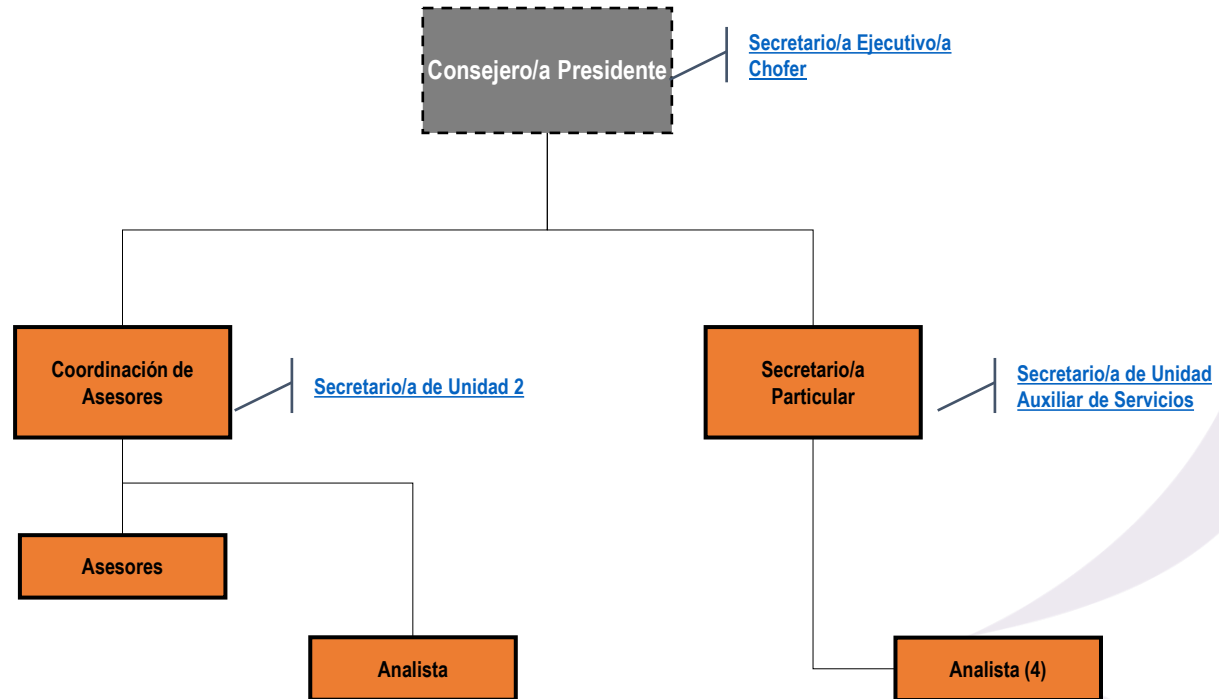 Consejero/a Presidente
Secretario/a Ejecutivo/a
Chofer
Coordinación de
Asesores
Secretario/a de Unidad 2
Secretario/a
Particular
Secretario/a de Unidad
Auxiliar de Servicios
Asesores
Analista
Analista (4)